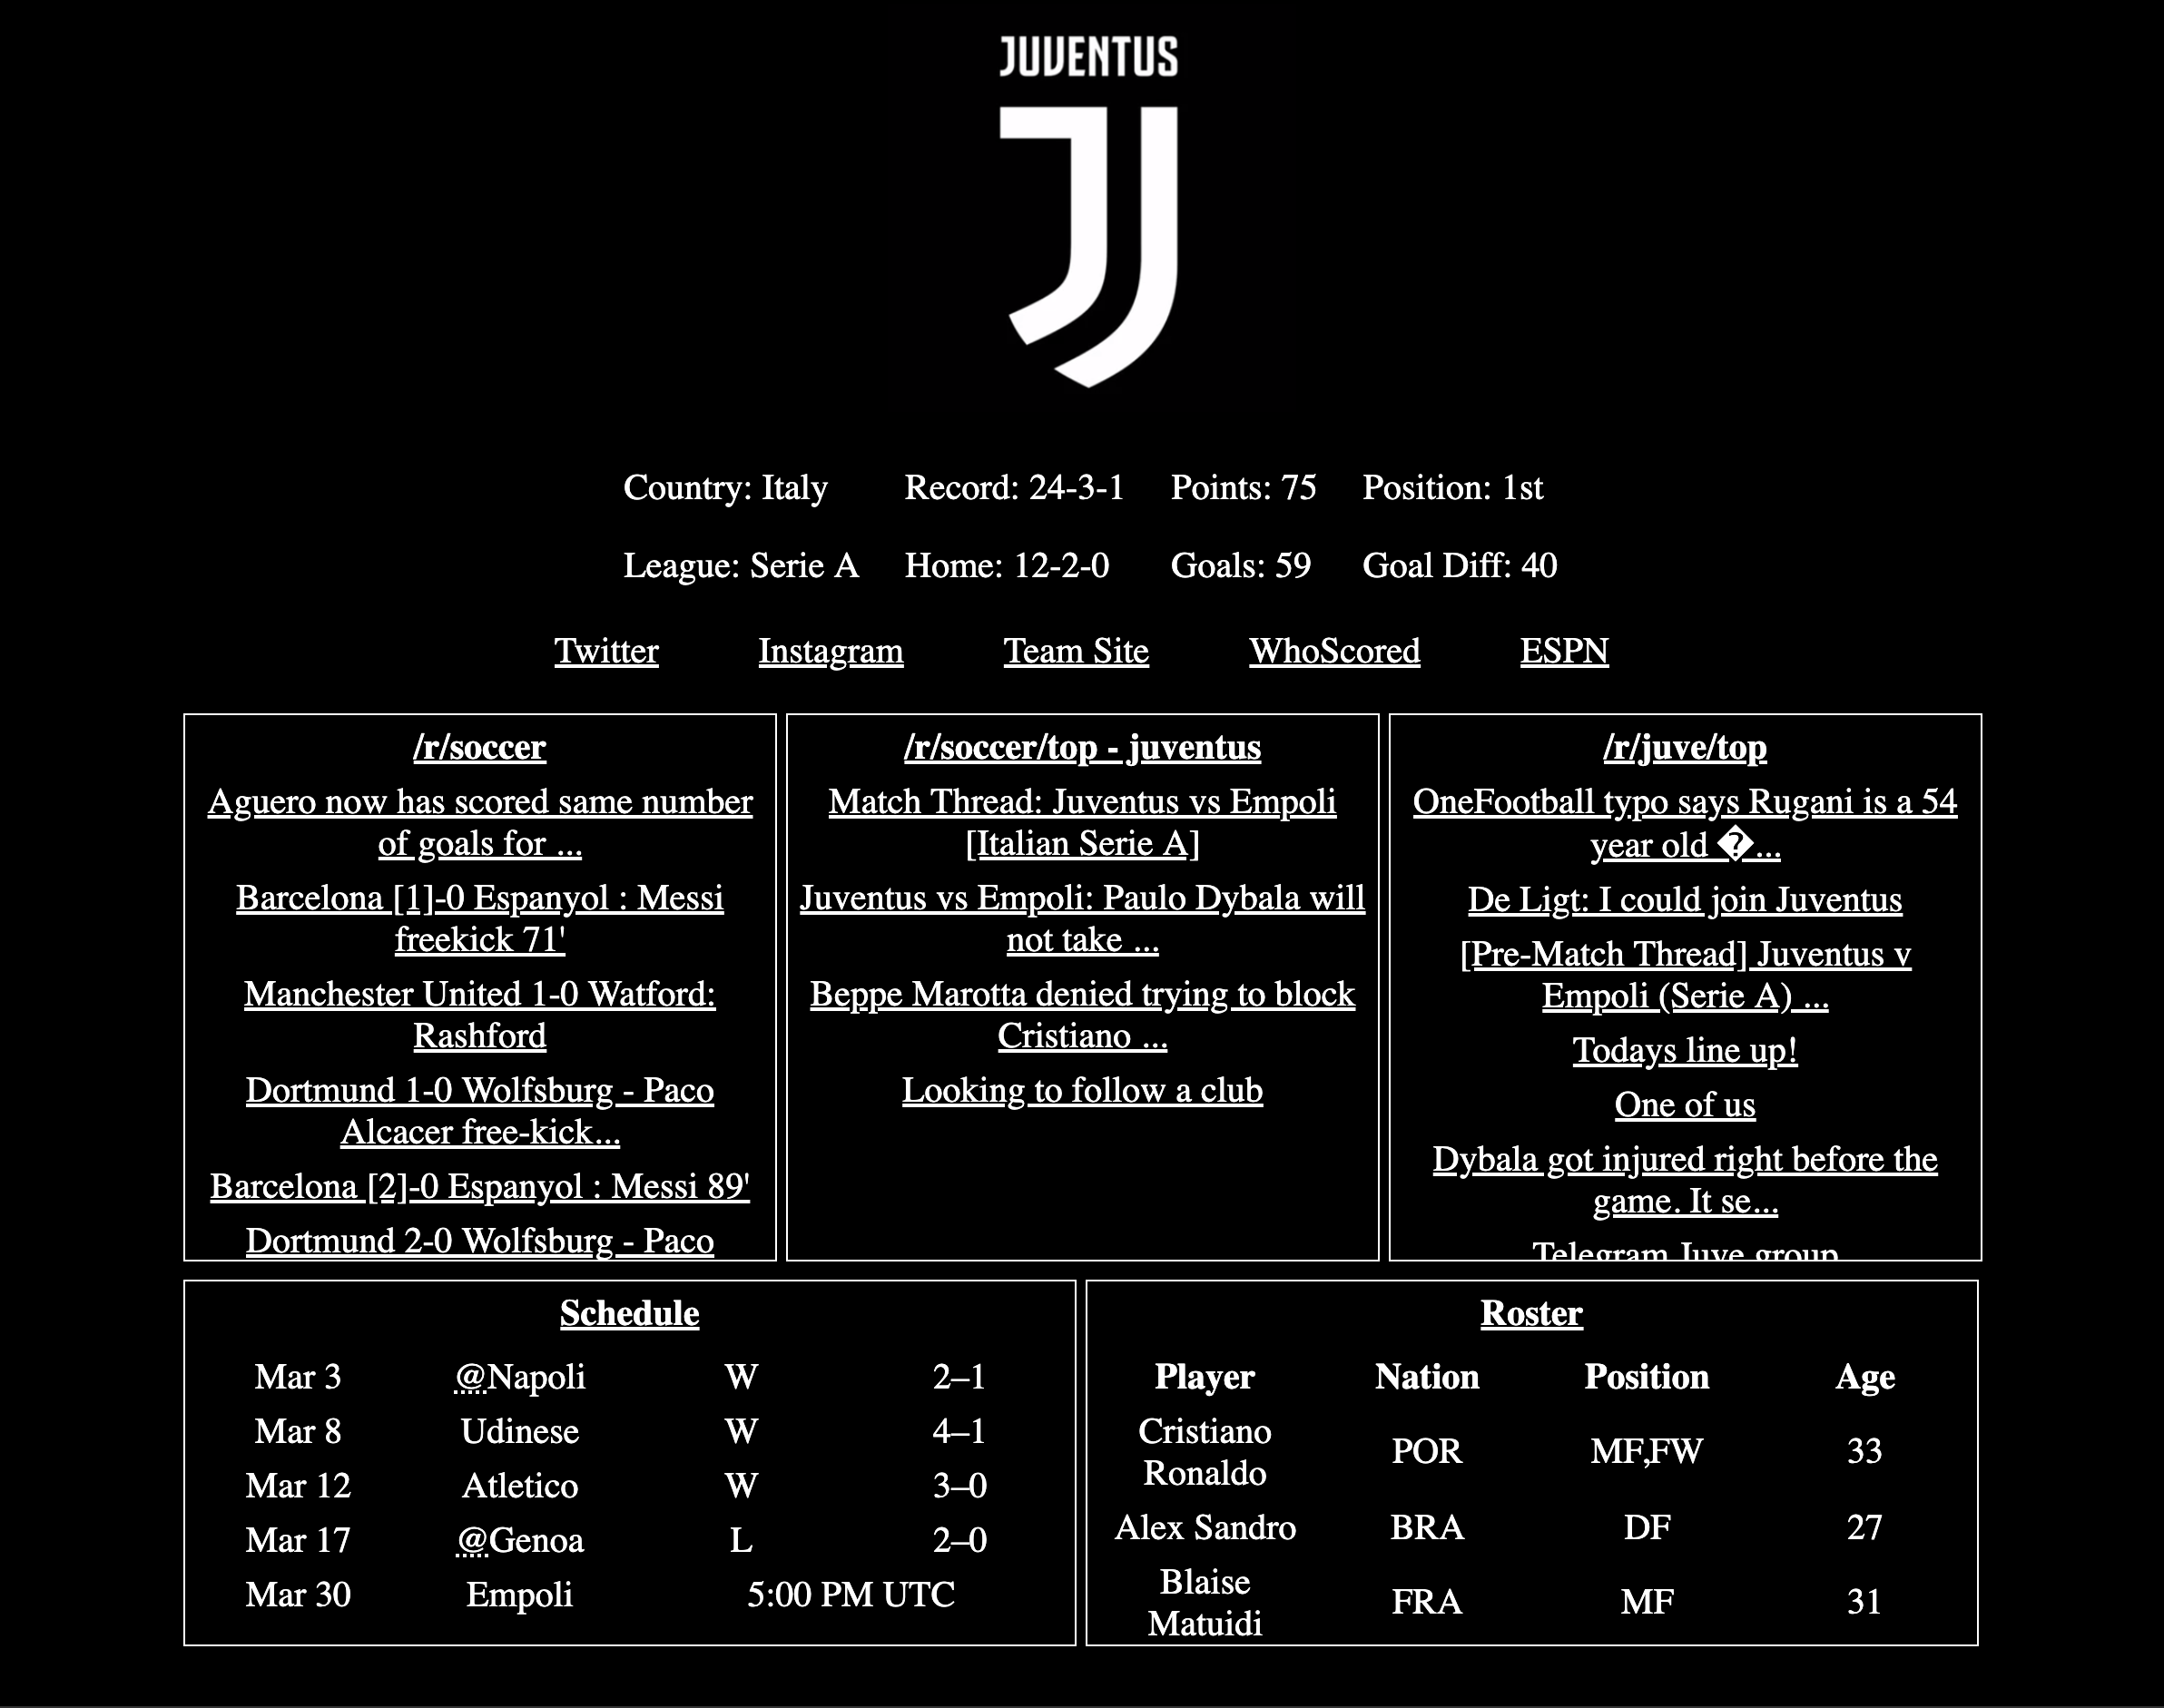 JUVENTUS
Country: Italy Record: 24-3-1 Points: 75 Position: 1st
League: Serie A Home: 12-2-0 Goals: 59 Goal Diff: 40
Twitter Instagram Team Site WhoScored ESPN
/r/soccer
Aguero now has scored same number
of goals for ...
Barcelona [1]-0 Espanyol : Messi
freekick 71'
Manchester United 1-0 Watford:
Rashford
Dortmund 1-0 Wolfsburg - Paco
Alcacer free-kick...
Barcelona [2]-0 Espanyol : Messi 89'
Dortmund 2-0 Wolfsburg - Paco
/r/soccer/top - juventus
Match Thread: Juventus vs Empoli
[Italian Serie A]
Juventus vs Empoli: Paulo Dybala will
not take ...
Beppe Marotta denied trying to block
Cristiano ...
Looking to follow a club
/r/juve/top
OneFootball typo says Rugani is a 54
year old �...
De Ligt: I could join Juventus
[Pre-Match Thread] Juventus v
Empoli (Serie A) ...
Todays line up!
One of us
Dybala got injured right before the
game. It se...
Telegram Juve group
Schedule
Mar 3 @Napoli W 2–1
Mar 8 Udinese W 4–1
Mar 12 Atletico W 3–0
Mar 17 @Genoa L 2–0
Mar 30 Empoli 5:00 PM UTC
Roster
Player Nation Position Age
Cristiano
Ronaldo POR MF,FW 33
Alex Sandro BRA DF 27
Blaise
Matuidi FRA MF 31